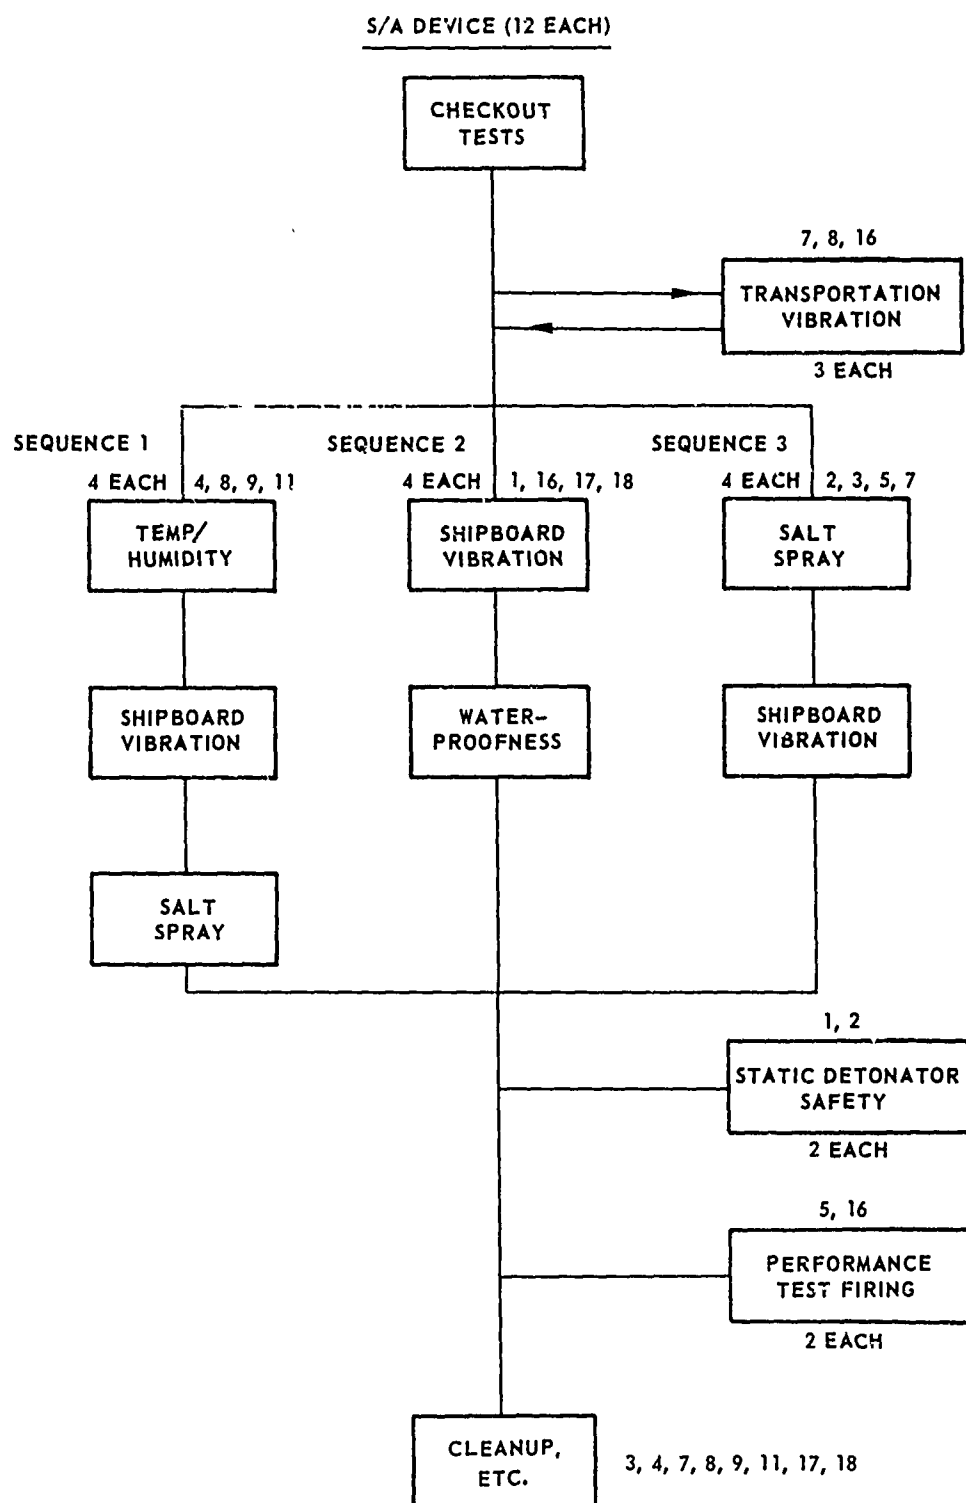 S/A DEVICE (12 EACH)
CHECKOUT
TESTS
7, 8, 16
TRANSPORTATION
VIBRATION
3 EACH
SEQUENCE 1
4 EACH
4, 8, 9, 11
TEMP/
HUMIDITY
SHIPBOARD
VIBRATION
SALT
SPRAY
SEQUENCE 2
4 EACH
1, 16, 17, 18
SHIPBOARD
VIBRATION
WATER-
PROOFNESS
SEQUENCE 3
4 EACH
2, 3, 5, 7
SALT
SPRAY
SHIPBOARD
VIBRATION
1, 2
STATIC DETONATOR
SAFETY
2 EACH
5, 16
PERFORMANCE
TEST FIRING
2 EACH
CLEANUP,
ETC.
3, 4, 7, 8, 9, 11, 17, 18